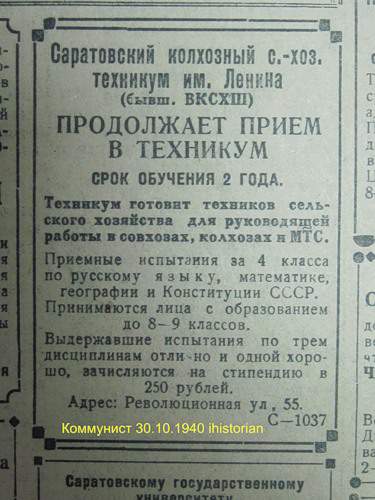 Саратовский колхозный с.-хоз.
техникум им. Ленина
(бывш. ВКСХШ)
ПРОДОЛЖАЕТ ПРИЕМ
В ТЕХНИКУМ
СРОК ОБУЧЕНИЯ 2 ГОДА.
Техникум готовит техников сель-
ского хозяйства для руководящей
работы в совхозах, колхозах и МТС.
Приемные испытания за 4 класса
по русскому языку, математике,
географии и Конституции СССР.
Принимаются лица с образованием
до 8—9 классов.
Выдержавшие испытания по трем
дисциплинам отлично и одной хоро-
шо, зачисляются на стипендию в
250 рублей.
Адрес: Революционная ул, 55.
С—1037
Коммунист 30.10.1940 ihistorian
Саратовскому государственному
университету